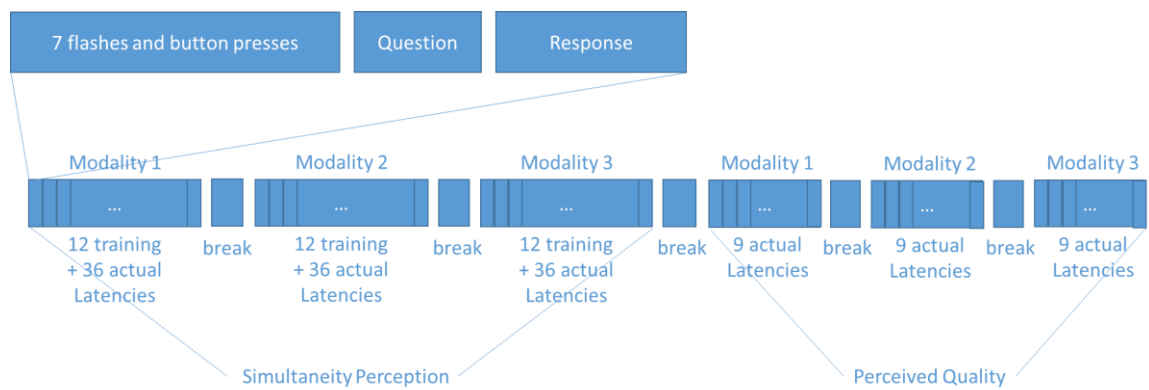 7 flashes and button presses
Question
Response
Modality 1
Modality 2
Modality 3
Modality 1
Modality 2
Modality 3
...
...
...
...
...
...
12 training
+ 36 actual
Latencies
break
12 training
+ 36 actual
Latencies
break
12 training
+ 36 actual
Latencies
break
9 actual
Latencies
break
9 actual
Latencies
break
9 actual
Latencies
Simultaneity Perception
Perceived Quality